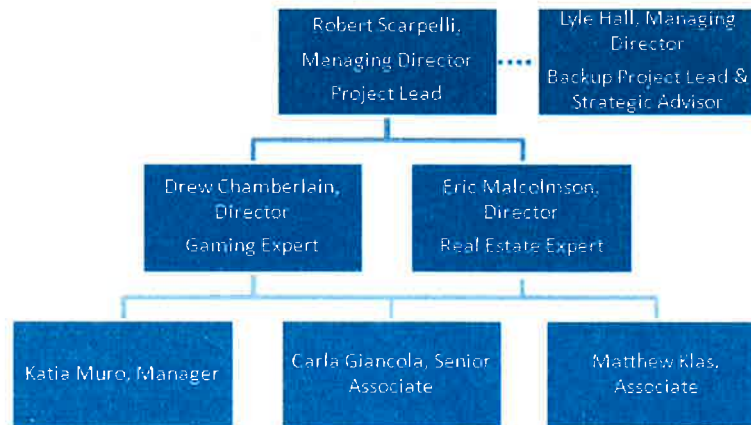 Robert Scarpelli,
Managing Director
Project Lead
Lyle Hall, Managing
Director
Backup Project Lead &
Strategic Advisor
Drew Chamberlain,
Director
Gaming Expert
Eric Malcolmson,
Director
Real Estate Expert
Katia Muro, Manager
Carla Giancola, Senior
Associate
Matthew Klas,
Associate